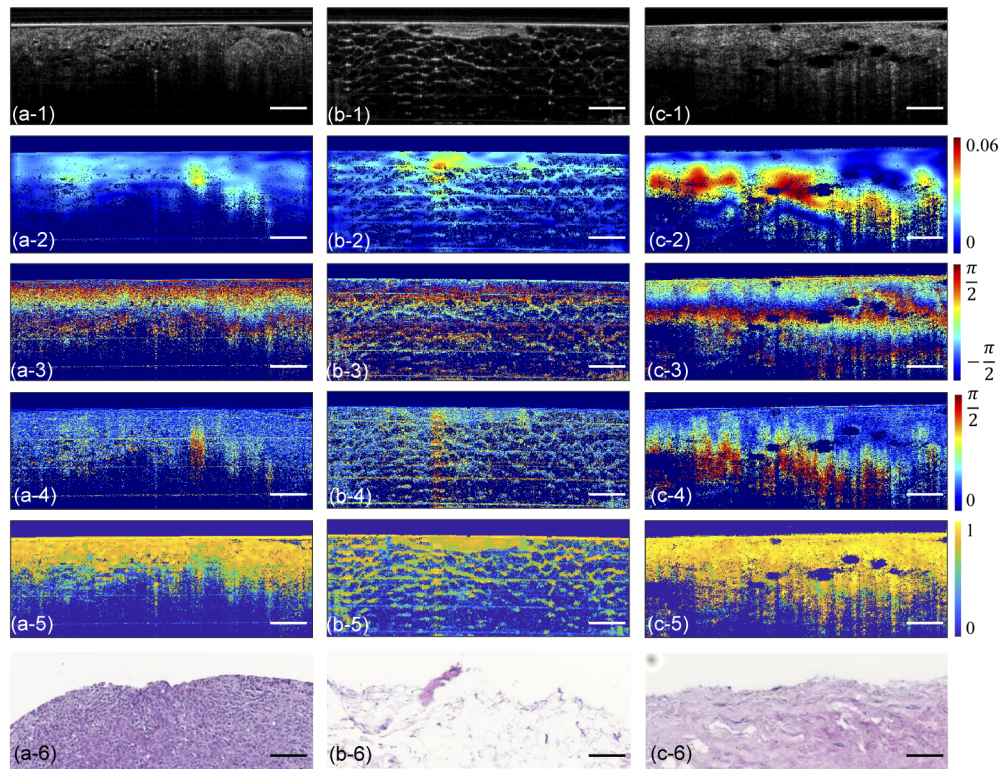 (a-1) (b-1) (c-1)
0.06
(a-2) (b-2) (c-2) 0
π/2
(a-3) (b-3) (c-3) -π/2
π/2
(a-4) (b-4) (c-4) 0
1
(a-5) (b-5) (c-5) 0
(a-6) (b-6) (c-6)